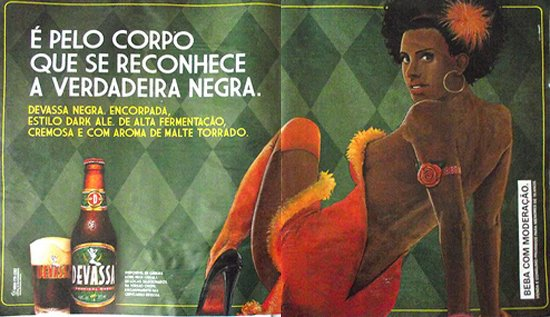 É PELO CORPO
QUE SE RECONHECE
A VERDADEIRA NEGRA.
DEVASSA NEGRA. ENCORPADA,
ESTILO DARK ALE. DE ALTA FERMENTAÇÃO,
CREMOSA E COM AROMA DE MALTE TORRADO.
DEVASSA
DEVASSA
BEBA COM MODERAÇÃO.